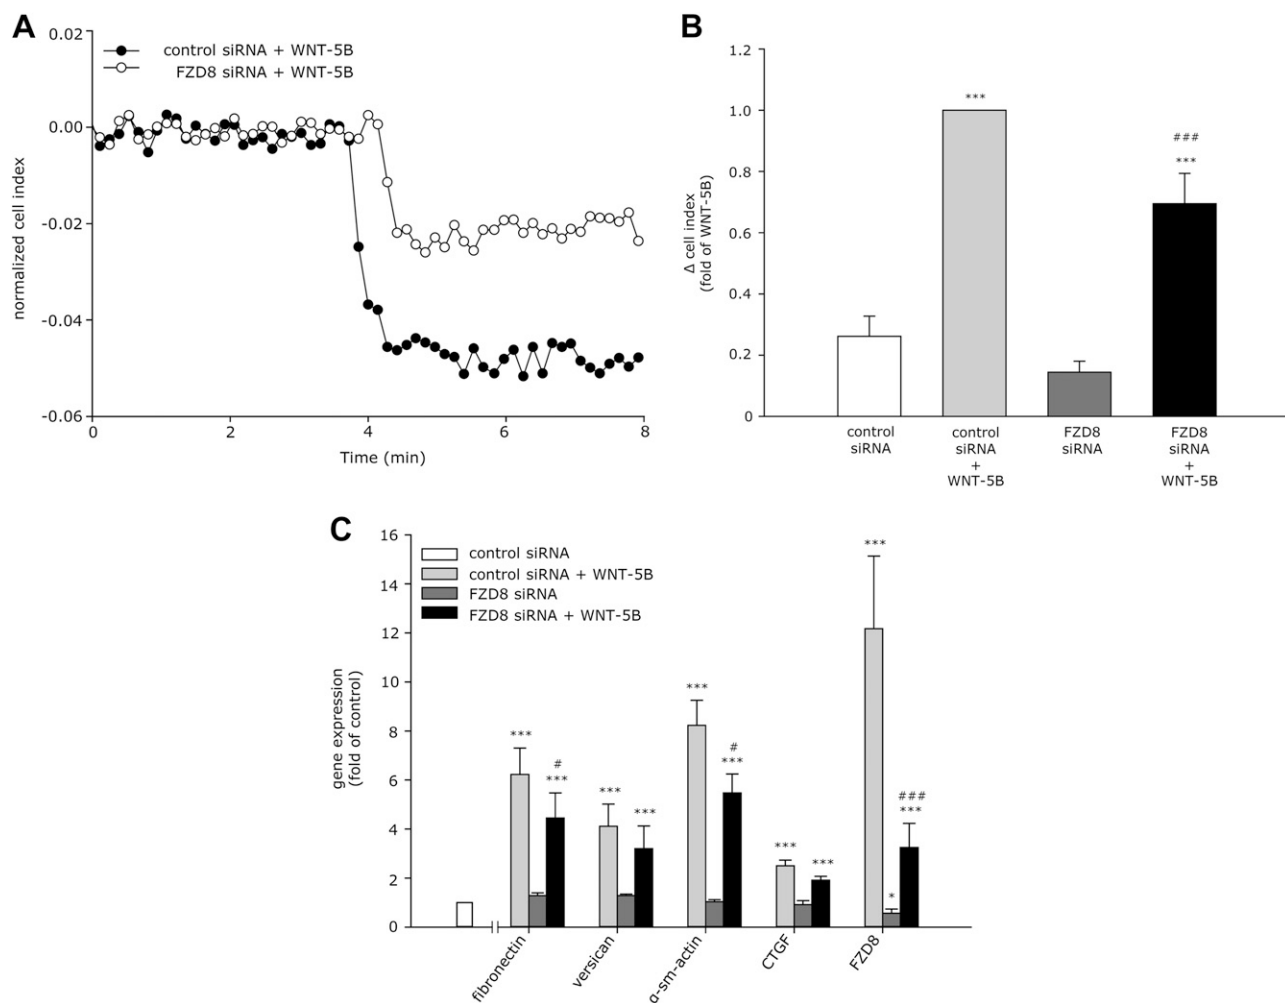 A
0.02
0.00
-0.02
-0.04
-0.06
normalized cell index
control siRNA + WNT-5B
FZD8 siRNA + WNT-5B
0
2
4
6
8
Time (min)
B
1.2
1.0
0.8
0.6
0.4
0.2
0
Δ cell index
(fold of WNT-5B)
***
###
***
control
siRNA
control
siRNA
+
WNT-5B
FZD8
siRNA
FZD8
siRNA
+
WNT-5B
C
16
14
12
10
8
6
4
2
0
gene expression
(fold of control)
control siRNA
control siRNA + WNT-5B
FZD8 siRNA
FZD8 siRNA + WNT-5B
***
#
***
***
***
***
#
***
***
***
***
*
###
***
fibronectin
versican
α-sm-actin
CTGF
FZD8